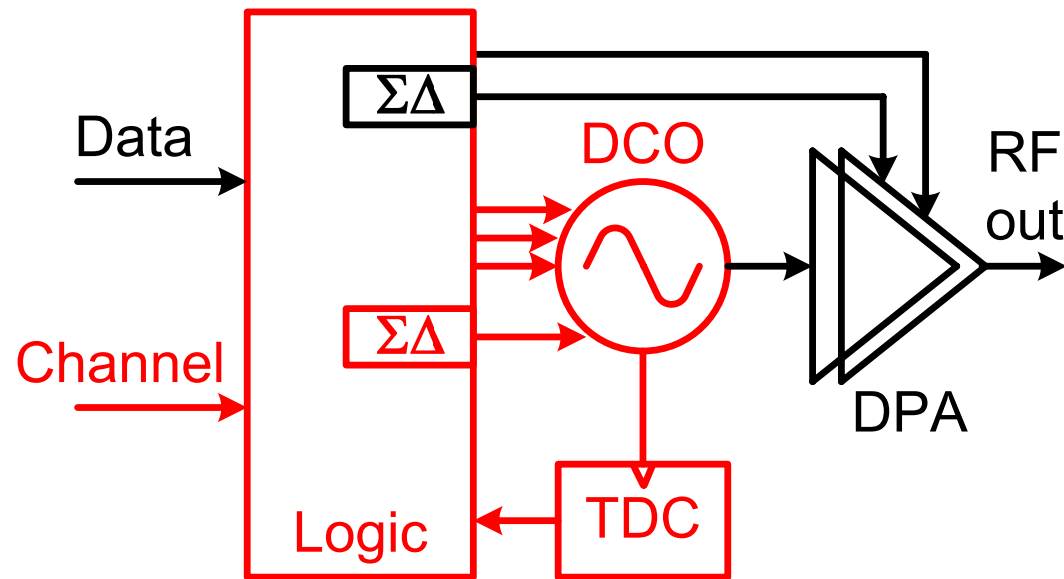 ΣΔ
DCO
Data
RF
out
ΣΔ
Channel
DPA
Logic
TDC